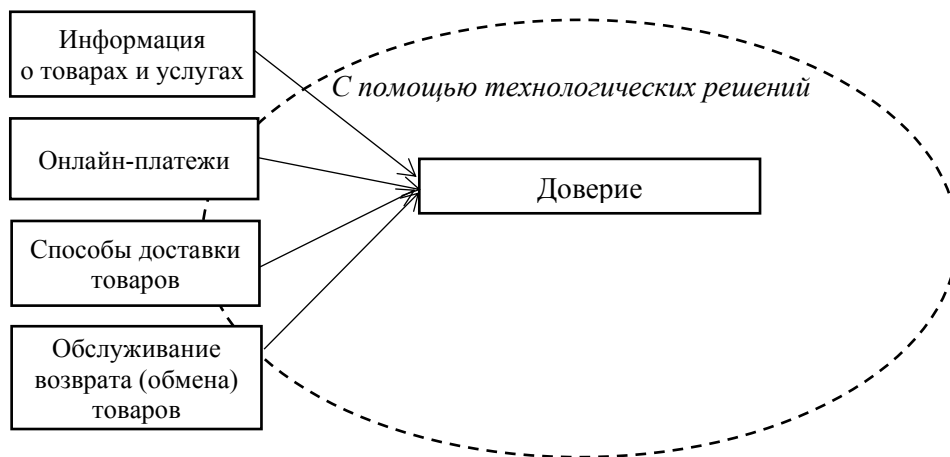 Информация
о товарах и услугах
С помощью технологических решений
Онлайн-платежи
Доверие
Способы доставки
товаров
Обслуживание
возврата (обмена)
товаров